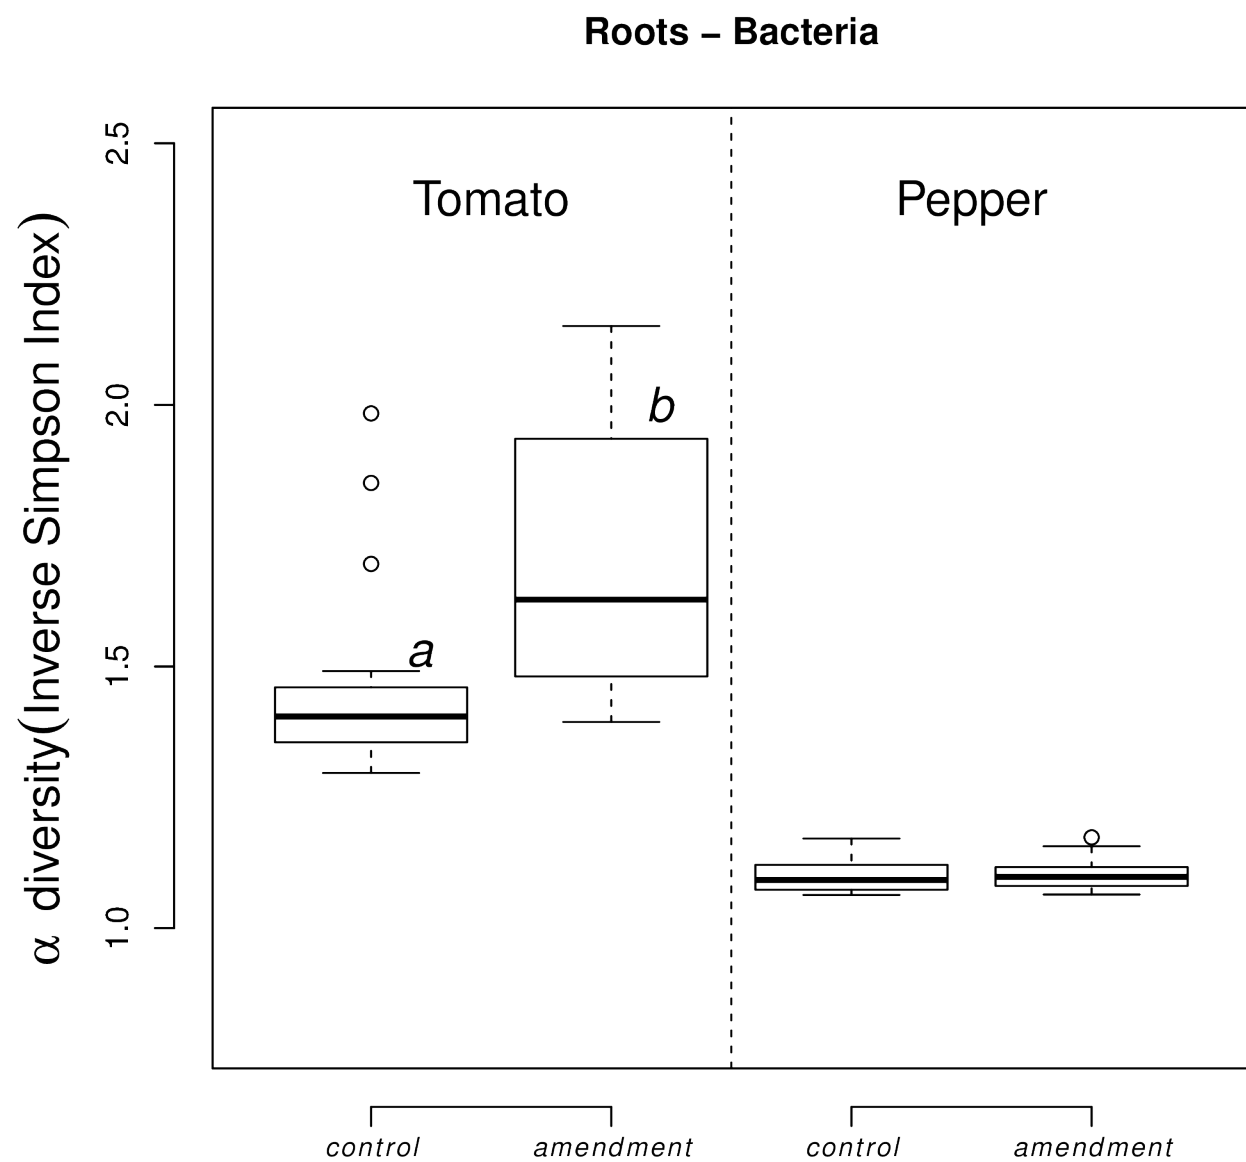 Roots – Bacteria
α diversity(Inverse Simpson Index)
2.5
2.0
1.5
1.0
Tomato
Pepper
a
b
control
amendment
control
amendment